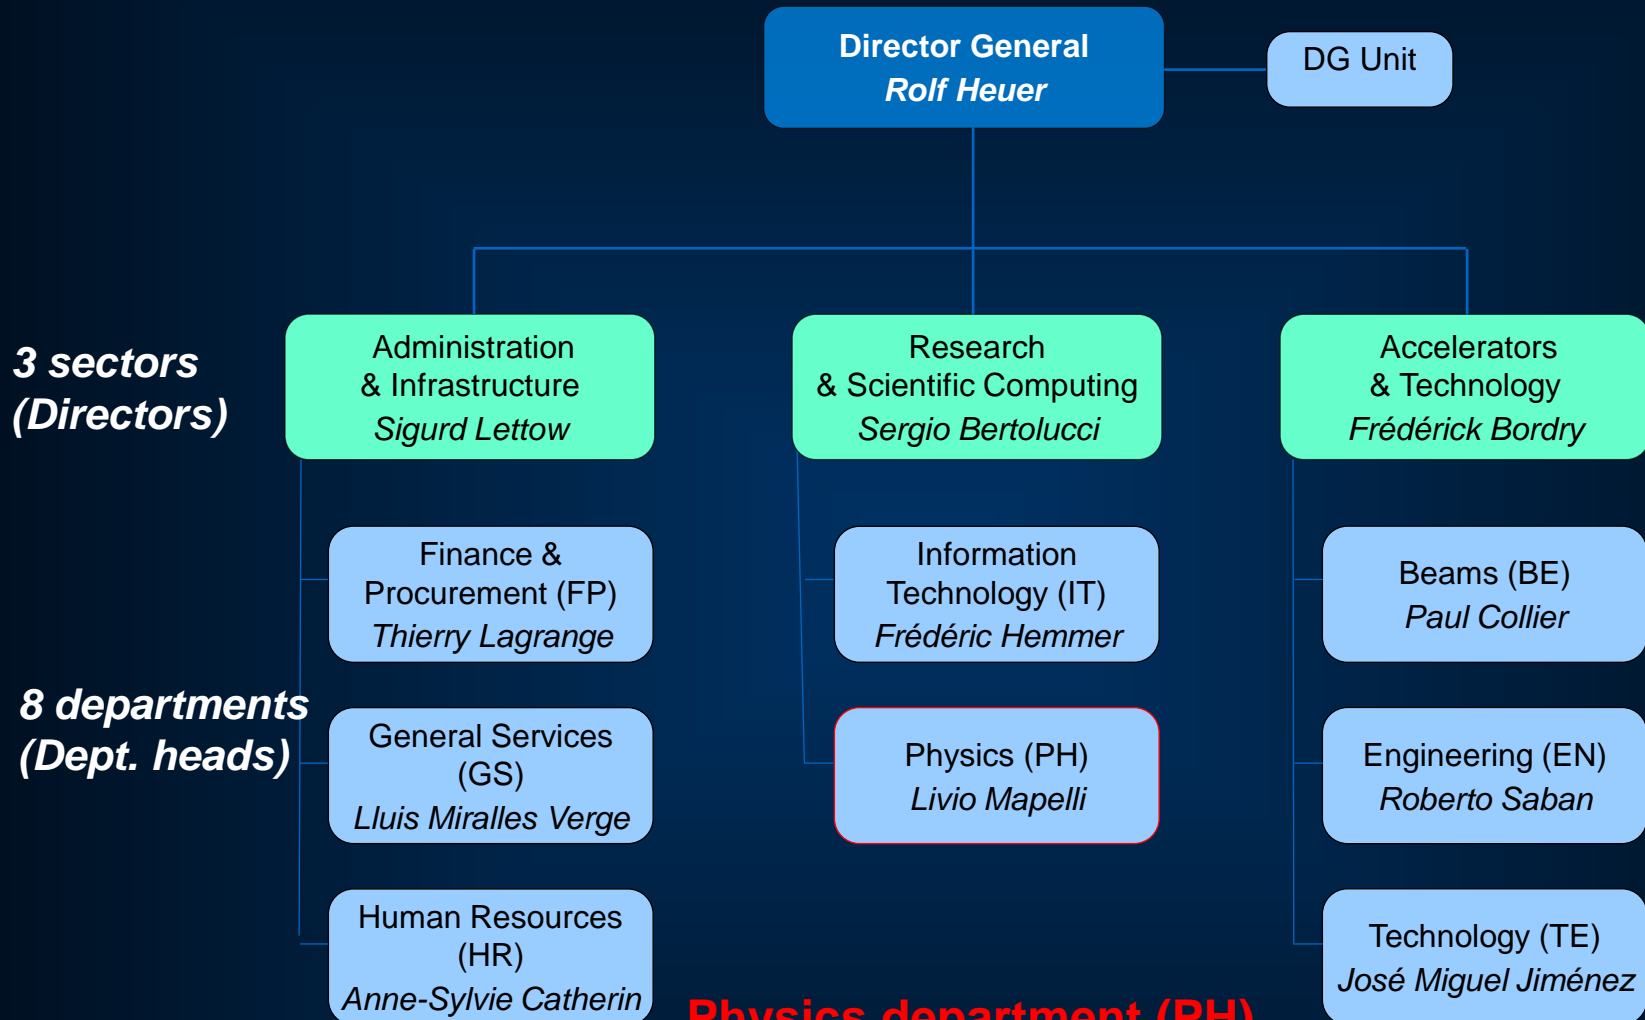 Director General
Rolf Heuer
DG Unit
3 sectors
(Directors)
Administration
& Infrastructure
Sigurd Lettow
Research
& Scientific Computing
Sergio Bertolucci
Accelerators
& Technology
Frédérick Bordry
8 departments
(Dept. heads)
Finance &
Procurement (FP)
Thierry Lagrange
Information
Technology (IT)
Frédéric Hemmer
Beams (BE)
Paul Collier
General Services
(GS)
Lluis Miralles Verge
Physics (PH)
Livio Mapelli
Engineering (EN)
Roberto Saban
Human Resources
(HR)
Anne-Sylvie Catherin
Technology (TE)
José Miguel Jiménez
Physics department (PH)